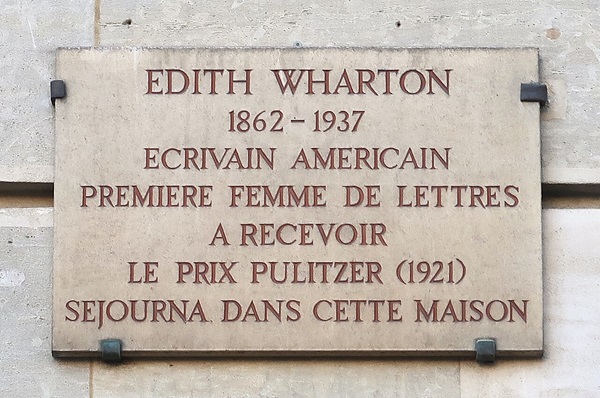 EDITH WHARTON
1862 – 1937
ECRIVAIN AMERICAIN
PREMIERE FEMME DE LETTRES
A RECEVOIR
LE PRIX PULITZER (1921)
SEJOURNA DANS CETTE MAISON